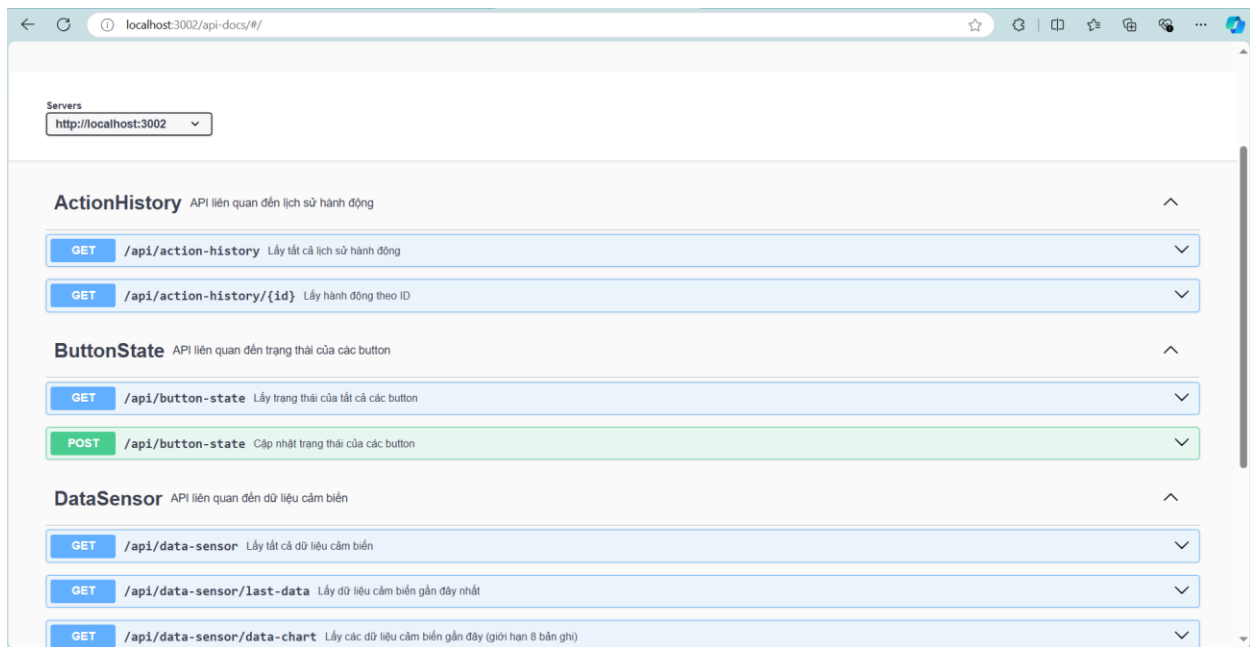 localhost:3002/api-docs/#/
Servers
http://localhost:3002
ActionHistory API liên quan đến lịch sử hành động
GET /api/action-history Lấy tất cả lịch sử hành động
GET /api/action-history/{id} Lấy hành động theo ID
ButtonState API liên quan đến trạng thái của các button
GET /api/button-state Lấy trạng thái của tất cả các button
POST /api/button-state Cập nhật trạng thái của các button
DataSensor API liên quan đến dữ liệu cảm biến
GET /api/data-sensor Lấy tất cả dữ liệu cảm biến
GET /api/data-sensor/last-data Lấy dữ liệu cảm biến gần đây nhất
GET /api/data-sensor/data-chart Lấy các dữ liệu cảm biến gần đây (giới hạn 8 bản ghi)